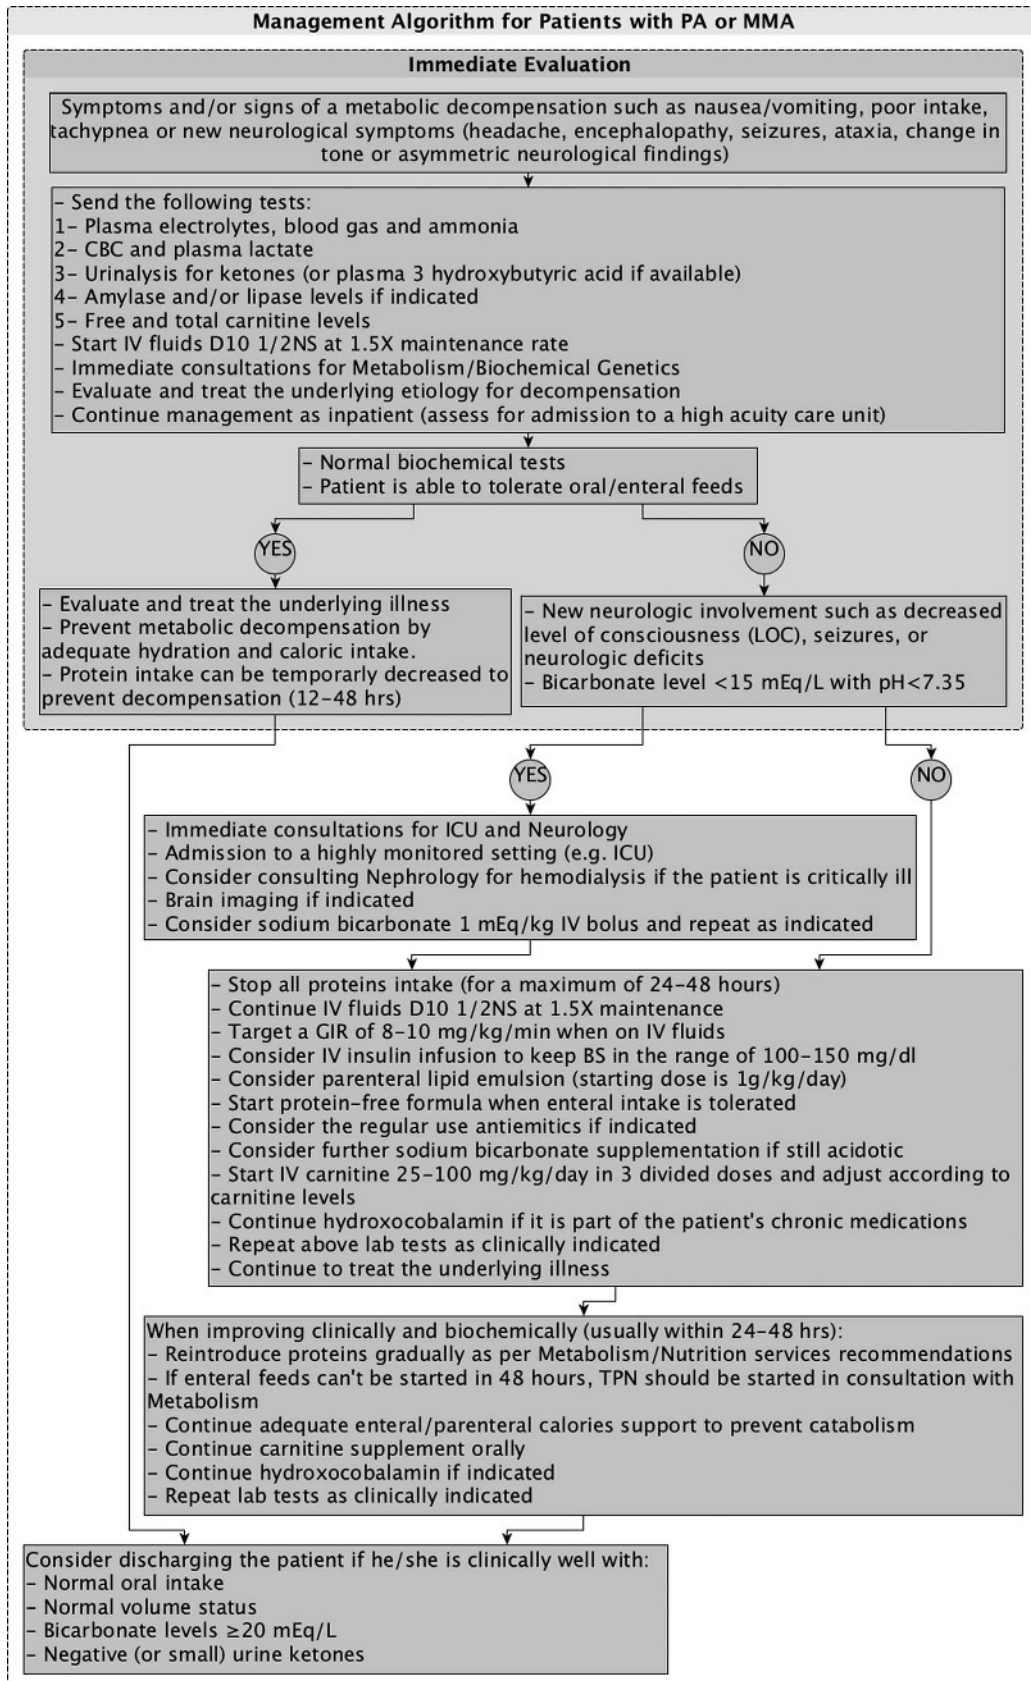 Management Algorithm for Patients with PA or MMA
Immediate Evaluation
Symptoms and/or signs of a metabolic decompensation such as nausea/vomiting, poor intake,
tachypnea or new neurological symptoms (headache, encephalopathy, seizures, ataxia, change in
tone or asymmetric neurological findings)
– Send the following tests:
1– Plasma electrolytes, blood gas and ammonia
2– CBC and plasma lactate
3– Urinalysis for ketones (or plasma 3 hydroxybutyric acid if available)
4– Amylase and/or lipase levels if indicated
5– Free and total carnitine levels
– Start IV fluids D10 1/2NS at 1.5X maintenance rate
– Immediate consultations for Metabolism/Biochemical Genetics
– Evaluate and treat the underlying etiology for decompensation
– Continue management as inpatient (assess for admission to a high acuity care unit)
– Normal biochemical tests
– Patient is able to tolerate oral/enteral feeds
YES
NO
– Evaluate and treat the underlying illness
– Prevent metabolic decompensation by
adequate hydration and caloric intake.
– Protein intake can be temporarly decreased to
prevent decompensation (12–48 hrs)
– New neurologic involvement such as decreased
level of consciousness (LOC), seizures, or
neurologic deficits
– Bicarbonate level <15 mEq/L with pH<7.35
YES
NO
– Immediate consultations for ICU and Neurology
– Admission to a highly monitored setting (e.g. ICU)
– Consider consulting Nephrology for hemodialysis if the patient is critically ill
– Brain imaging if indicated
– Consider sodium bicarbonate 1 mEq/kg IV bolus and repeat as indicated
– Stop all proteins intake (for a maximum of 24–48 hours)
– Continue IV fluids D10 1/2NS at 1.5X maintenance
– Target a GIR of 8–10 mg/kg/min when on IV fluids
– Consider IV insulin infusion to keep BS in the range of 100–150 mg/dl
– Consider parenteral lipid emulsion (starting dose is 1g/kg/day)
– Start protein–free formula when enteral intake is tolerated
– Consider the regular use antiemitics if indicated
– Consider further sodium bicarbonate supplementation if still acidotic
– Start IV carnitine 25–100 mg/kg/day in 3 divided doses and adjust according to
carnitine levels
– Continue hydroxocobalamin if it is part of the patient's chronic medications
– Repeat above lab tests as clinically indicated
– Continue to treat the underlying illness
When improving clinically and biochemically (usually within 24–48 hrs):
– Reintroduce proteins gradually as per Metabolism/Nutrition services recommendations
– If enteral feeds can't be started in 48 hours, TPN should be started in consultation with
Metabolism
– Continue adequate enteral/parenteral calories support to prevent catabolism
– Continue carnitine supplement orally
– Continue hydroxocobalamin if indicated
– Repeat lab tests as clinically indicated
Consider discharging the patient if he/she is clinically well with:
– Normal oral intake
– Normal volume status
– Bicarbonate levels ≥20 mEq/L
– Negative (or small) urine ketones